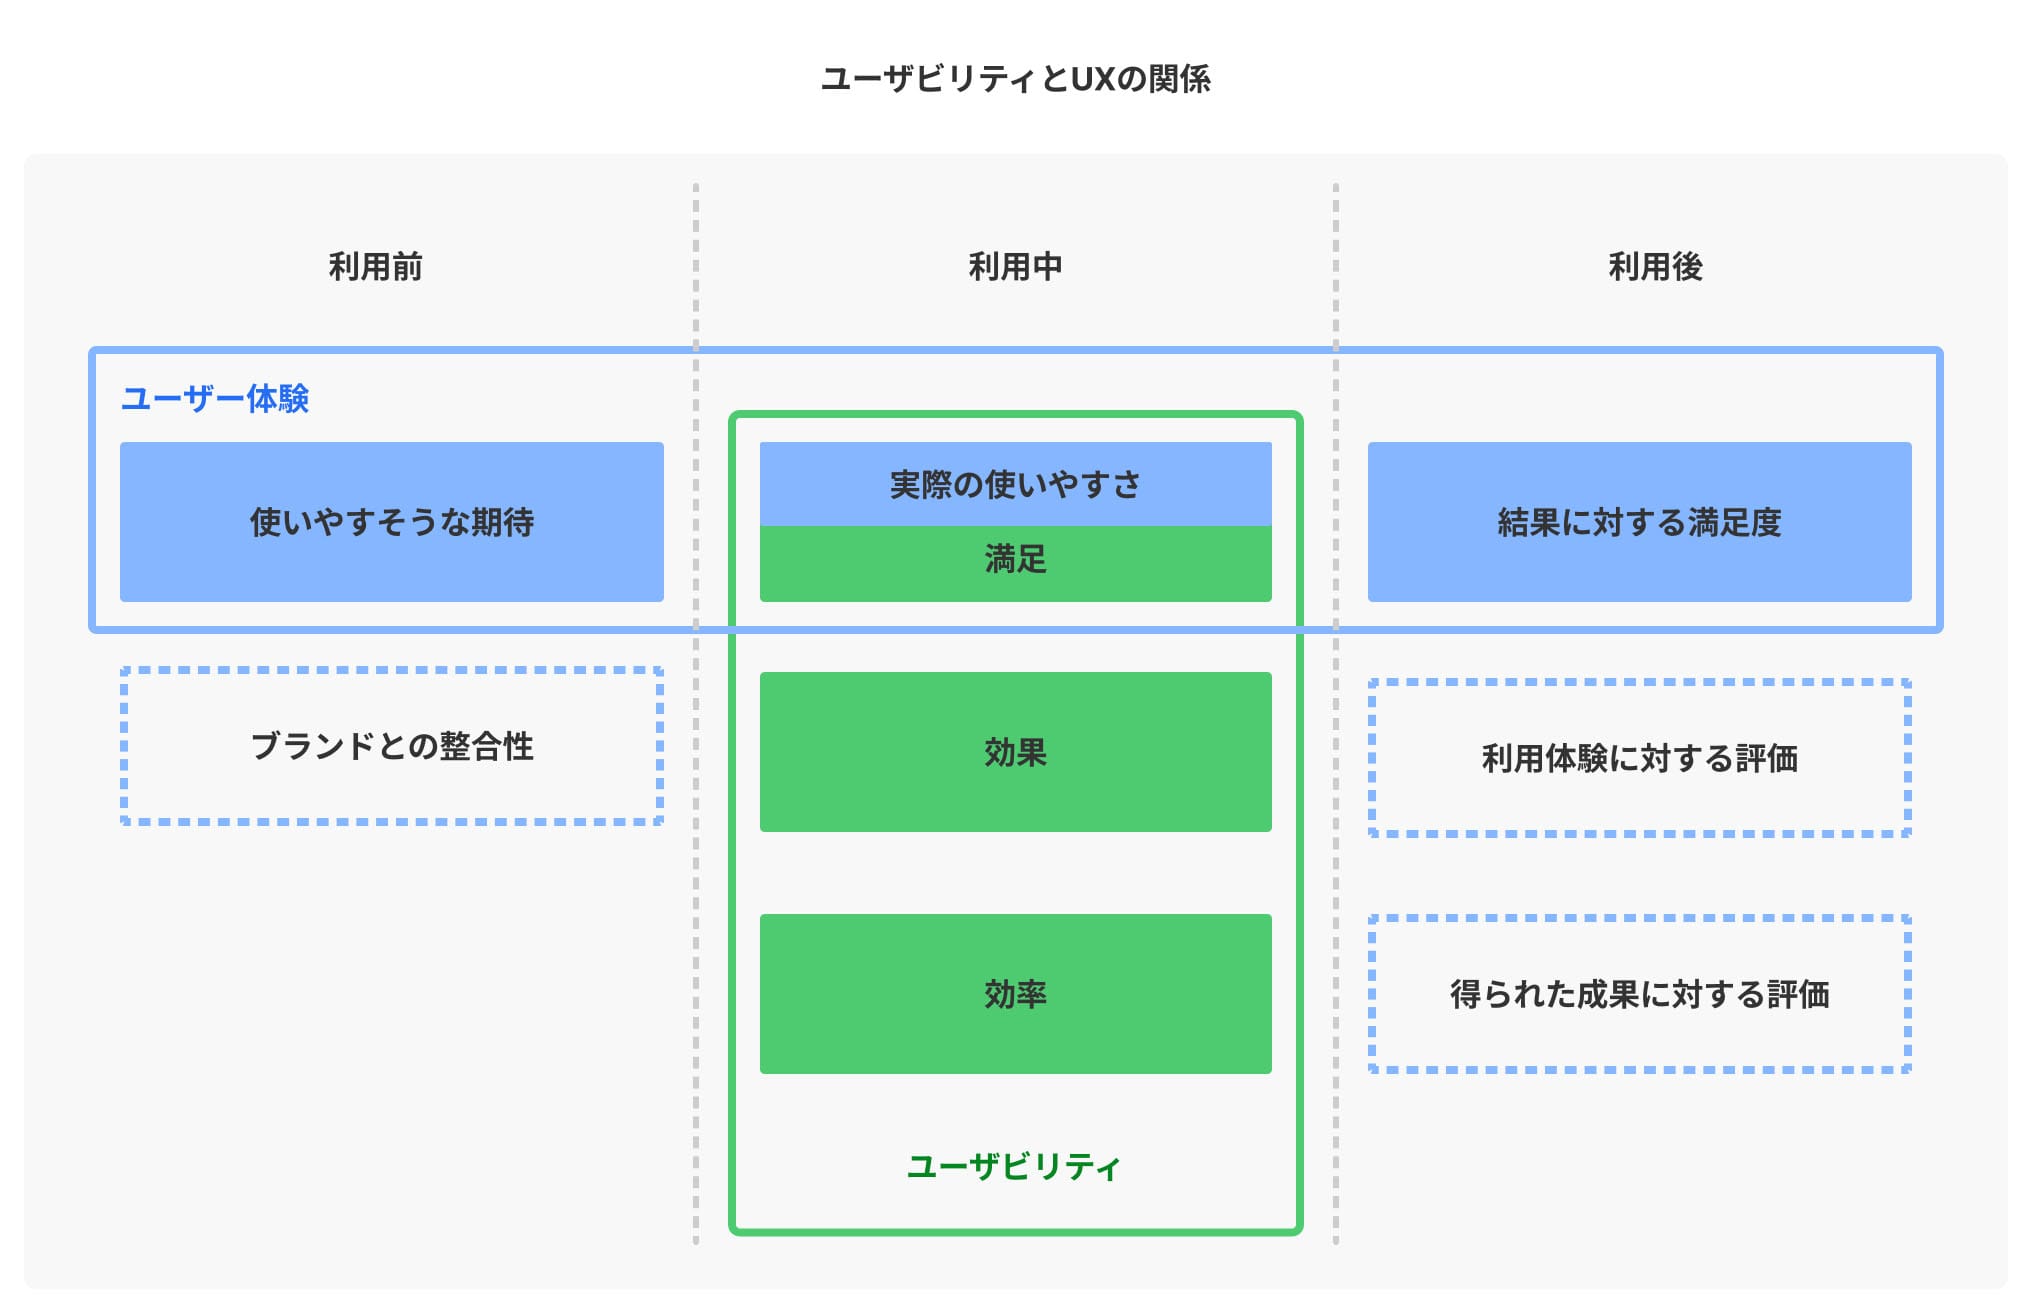 ユーザビリティとUXの関係
利用前
利用中
利用後
ユーザー体験
使いやすそうな期待
実際の使いやすさ
満足
結果に対する満足度
ブランドとの整合性
効果
利用体験に対する評価
効率
得られた成果に対する評価
ユーザビリティ